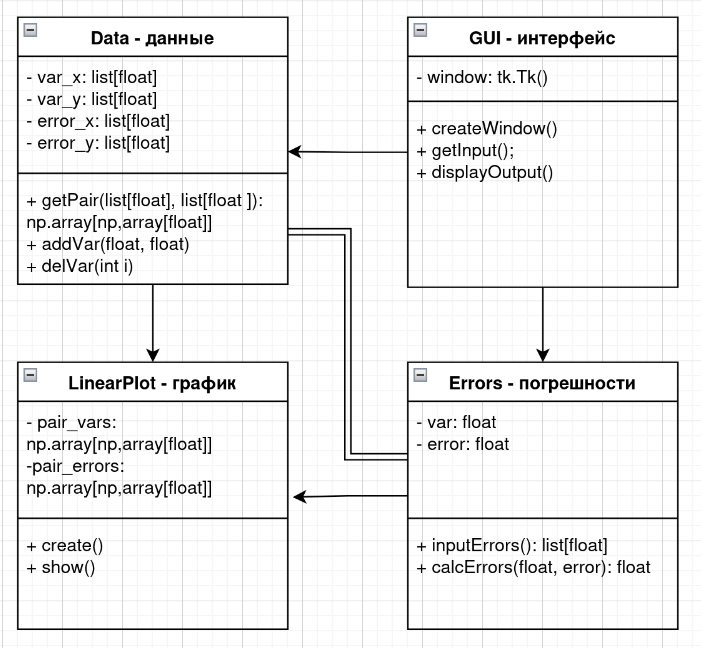 Data - данные
- var_x: list[float]
- var_y: list[float]
- error_x: list[float]
- error_y: list[float]
+ getPair(list[float], list[float ]):
np.array[np,array[float]]
+ addVar(float, float)
+ delVar(int i)
GUI - интерфейс
- window: tk.Tk()
+ createWindow()
+ getInput();
+ displayOutput()
LinearPlot - график
- pair_vars:
np.array[np,array[float]]
-pair_errors:
np.array[np,array[float]]
+ create()
+ show()
Errors - погрешности
- var: float
- error: float
+ inputErrors(): list[float]
+ calcErrors(float, error): float